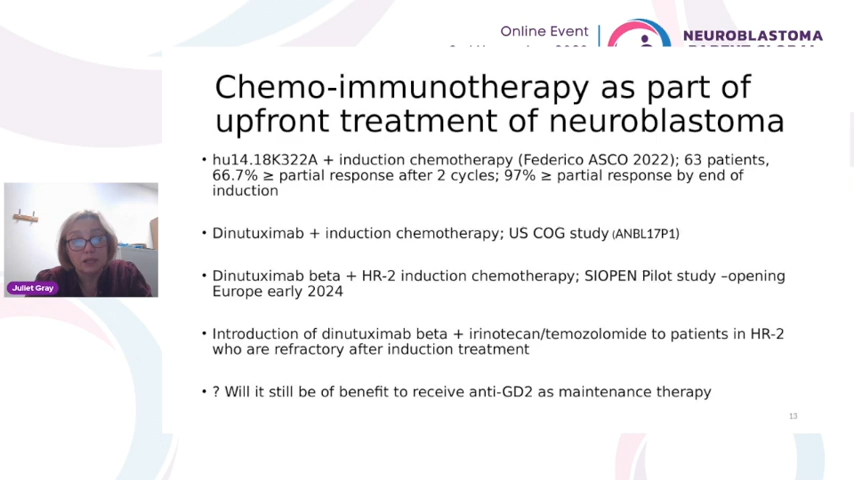 Online Event
NEUROBLASTOMA
Chemo-immunotherapy as part of
upfront treatment of neuroblastoma
• hu14.18K322A + induction chemotherapy (Federico ASCO 2022); 63 patients,
66.7% ≥ partial response after 2 cycles; 97% ≥ partial response by end of
induction
• Dinutuximab + induction chemotherapy; US COG study (ANBL17P1)
• Dinutuximab beta + HR-2 induction chemotherapy; SIOPEN Pilot study –opening
Europe early 2024
• Introduction of dinutuximab beta + irinotecan/temozolomide to patients in HR-2
who are refractory after induction treatment
• ? Will it still be of benefit to receive anti-GD2 as maintenance therapy
Juliet Gray
13